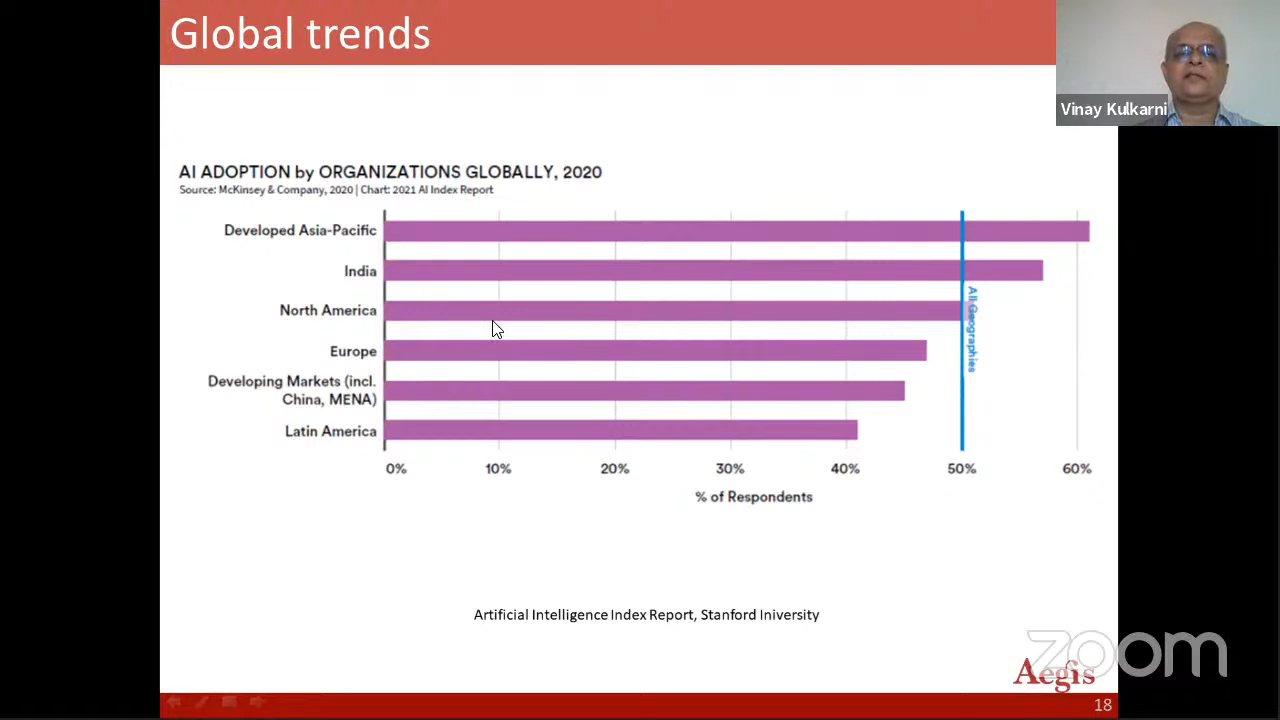 Global trends
Vinay Kulkarni
AI ADOPTION by ORGANIZATIONS GLOBALLY, 2020
Source: McKinsey & Company, 2020 | Chart: 2021 AI Index Report
Developed Asia-Pacific
India
North America
All Geographies
Europe
Developing Markets (incl.
China, MENA)
Latin America
0% 10% 20% 30% 40% 50% 60%
% of Respondents
Artificial Intelligence Index Report, Stanford Iniversity
zoom
Aegis
18